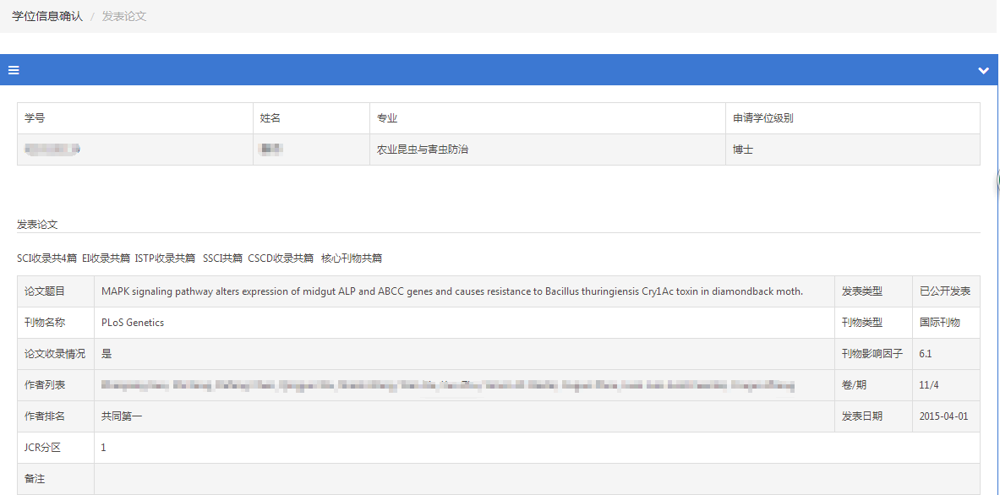 学位信息确认 / 发表论文
学号 姓名 专业 申请学位级别
农业昆虫与害虫防治 博士
发表论文
SCI收录共4篇 EI收录共篇 ISTP收录共篇 SSCI共篇 CSCD收录共篇 核心刊物共篇
论文题目 MAPK signaling pathway alters expression of midgut ALP and ABCC genes and causes resistance to Bacillus thuringiensis Cry1Ac toxin in diamondback moth. 发表类型 已公开发表
刊物名称 PLoS Genetics 刊物类型 国际刊物
论文收录情况 是 刊物影响因子 6.1
作者列表 卷/期 11/4
作者排名 共同第一 发表日期 2015-04-01
JCR分区 1
备注